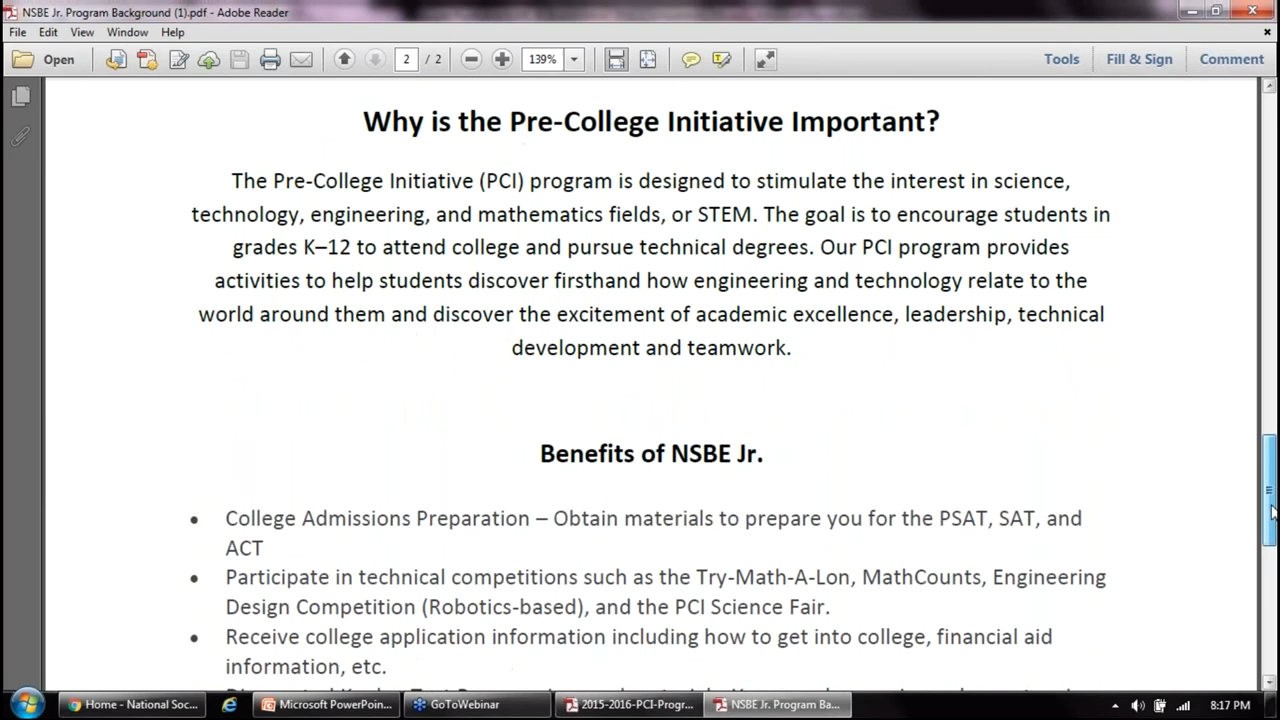 NSBE Jr. Program Background (1).pdf - Adobe Reader
File Edit View Window Help
Open 2 / 2 139% Tools Fill & Sign Comment
Why is the Pre-College Initiative Important?
The Pre-College Initiative (PCI) program is designed to stimulate the interest in science,
technology, engineering, and mathematics fields, or STEM. The goal is to encourage students in
grades K–12 to attend college and pursue technical degrees. Our PCI program provides
activities to help students discover firsthand how engineering and technology relate to the
world around them and discover the excitement of academic excellence, leadership, technical
development and teamwork.
Benefits of NSBE Jr.
• College Admissions Preparation – Obtain materials to prepare you for the PSAT, SAT, and
ACT
• Participate in technical competitions such as the Try-Math-A-Lon, MathCounts, Engineering
Design Competition (Robotics-based), and the PCI Science Fair.
• Receive college application information including how to get into college, financial aid
information, etc.
Home - National Soc... Microsoft PowerPoin... GoToWebinar 2015-2016-PCI-Progr... NSBE Jr. Program Ba... 8:17 PM